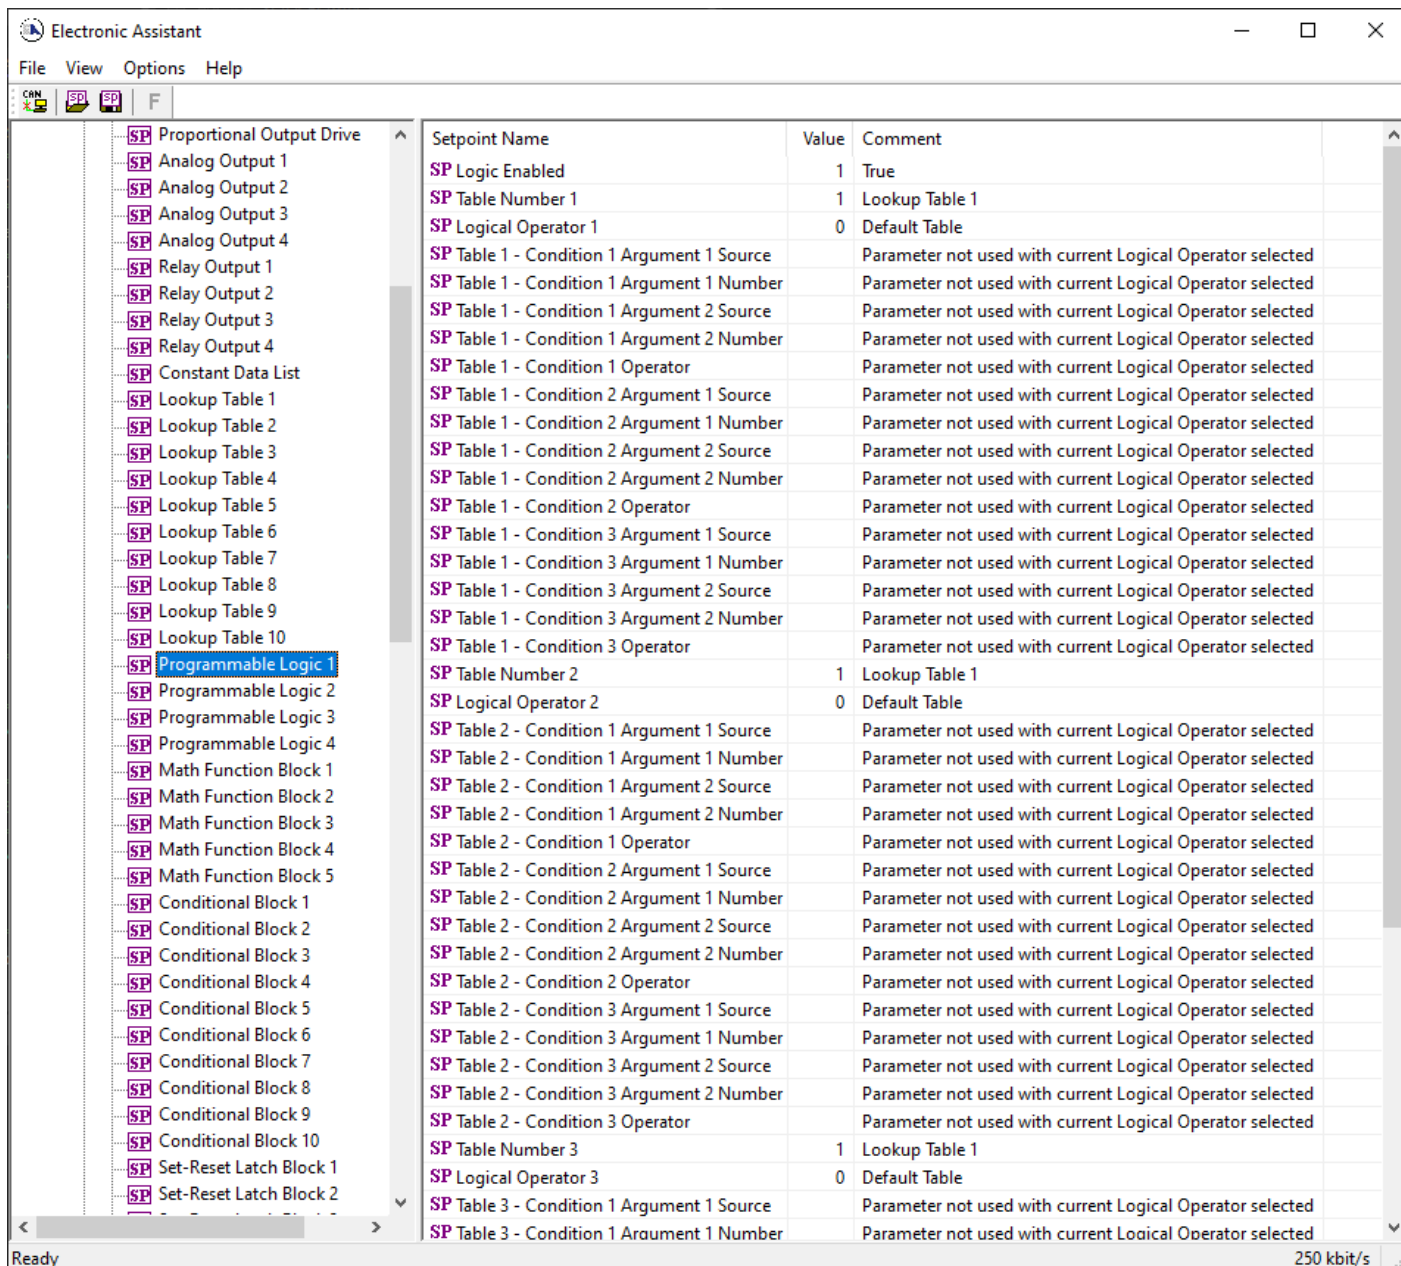 Electronic Assistant
File View Options Help
CAN SP SP F
SP Proportional Output Drive
SP Analog Output 1
SP Analog Output 2
SP Analog Output 3
SP Analog Output 4
SP Relay Output 1
SP Relay Output 2
SP Relay Output 3
SP Relay Output 4
SP Constant Data List
SP Lookup Table 1
SP Lookup Table 2
SP Lookup Table 3
SP Lookup Table 4
SP Lookup Table 5
SP Lookup Table 6
SP Lookup Table 7
SP Lookup Table 8
SP Lookup Table 9
SP Lookup Table 10
SP Programmable Logic 1
SP Programmable Logic 2
SP Programmable Logic 3
SP Programmable Logic 4
SP Math Function Block 1
SP Math Function Block 2
SP Math Function Block 3
SP Math Function Block 4
SP Math Function Block 5
SP Conditional Block 1
SP Conditional Block 2
SP Conditional Block 3
SP Conditional Block 4
SP Conditional Block 5
SP Conditional Block 6
SP Conditional Block 7
SP Conditional Block 8
SP Conditional Block 9
SP Conditional Block 10
SP Set-Reset Latch Block 1
SP Set-Reset Latch Block 2
Setpoint Name Value Comment
SP Logic Enabled 1 True
SP Table Number 1 1 Lookup Table 1
SP Logical Operator 1 0 Default Table
SP Table 1 - Condition 1 Argument 1 Source Parameter not used with current Logical Operator selected
SP Table 1 - Condition 1 Argument 1 Number Parameter not used with current Logical Operator selected
SP Table 1 - Condition 1 Argument 2 Source Parameter not used with current Logical Operator selected
SP Table 1 - Condition 1 Argument 2 Number Parameter not used with current Logical Operator selected
SP Table 1 - Condition 1 Operator Parameter not used with current Logical Operator selected
SP Table 1 - Condition 2 Argument 1 Source Parameter not used with current Logical Operator selected
SP Table 1 - Condition 2 Argument 1 Number Parameter not used with current Logical Operator selected
SP Table 1 - Condition 2 Argument 2 Source Parameter not used with current Logical Operator selected
SP Table 1 - Condition 2 Argument 2 Number Parameter not used with current Logical Operator selected
SP Table 1 - Condition 2 Operator Parameter not used with current Logical Operator selected
SP Table 1 - Condition 3 Argument 1 Source Parameter not used with current Logical Operator selected
SP Table 1 - Condition 3 Argument 1 Number Parameter not used with current Logical Operator selected
SP Table 1 - Condition 3 Argument 2 Source Parameter not used with current Logical Operator selected
SP Table 1 - Condition 3 Argument 2 Number Parameter not used with current Logical Operator selected
SP Table 1 - Condition 3 Operator Parameter not used with current Logical Operator selected
SP Table Number 2 1 Lookup Table 1
SP Logical Operator 2 0 Default Table
SP Table 2 - Condition 1 Argument 1 Source Parameter not used with current Logical Operator selected
SP Table 2 - Condition 1 Argument 1 Number Parameter not used with current Logical Operator selected
SP Table 2 - Condition 1 Argument 2 Source Parameter not used with current Logical Operator selected
SP Table 2 - Condition 1 Argument 2 Number Parameter not used with current Logical Operator selected
SP Table 2 - Condition 1 Operator Parameter not used with current Logical Operator selected
SP Table 2 - Condition 2 Argument 1 Source Parameter not used with current Logical Operator selected
SP Table 2 - Condition 2 Argument 1 Number Parameter not used with current Logical Operator selected
SP Table 2 - Condition 2 Argument 2 Source Parameter not used with current Logical Operator selected
SP Table 2 - Condition 2 Argument 2 Number Parameter not used with current Logical Operator selected
SP Table 2 - Condition 2 Operator Parameter not used with current Logical Operator selected
SP Table 2 - Condition 3 Argument 1 Source Parameter not used with current Logical Operator selected
SP Table 2 - Condition 3 Argument 1 Number Parameter not used with current Logical Operator selected
SP Table 2 - Condition 3 Argument 2 Source Parameter not used with current Logical Operator selected
SP Table 2 - Condition 3 Argument 2 Number Parameter not used with current Logical Operator selected
SP Table 2 - Condition 3 Operator Parameter not used with current Logical Operator selected
SP Table Number 3 1 Lookup Table 1
SP Logical Operator 3 0 Default Table
SP Table 3 - Condition 1 Argument 1 Source Parameter not used with current Logical Operator selected
SP Table 3 - Condition 1 Argument 1 Number Parameter not used with current Logical Operator selected
Ready 250 kbit/s